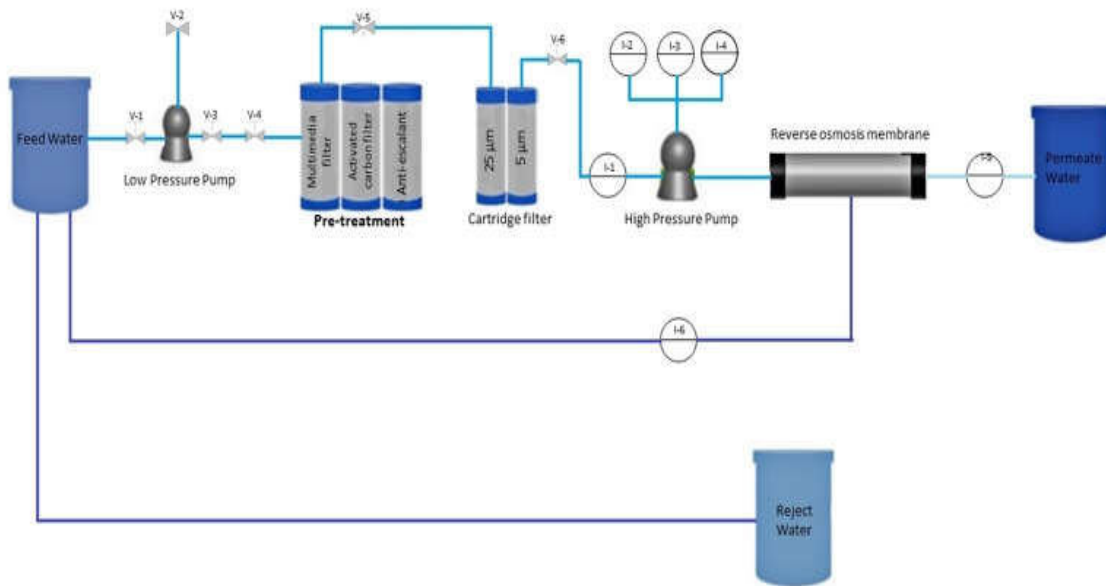 V-2
V-5
V-6
I-2
I-3
I-4
Feed Water
V-1
V-3
V-4
Low Pressure Pump
Multimedia
filter
Activated
carbon filter
Anti-escalant
Pre-treatment
25 µm
5 µm
Cartridge filter
I-1
High Pressure Pump
Reverse osmosis membrane
I-5
Permeate
Water
I-6
Reject
Water